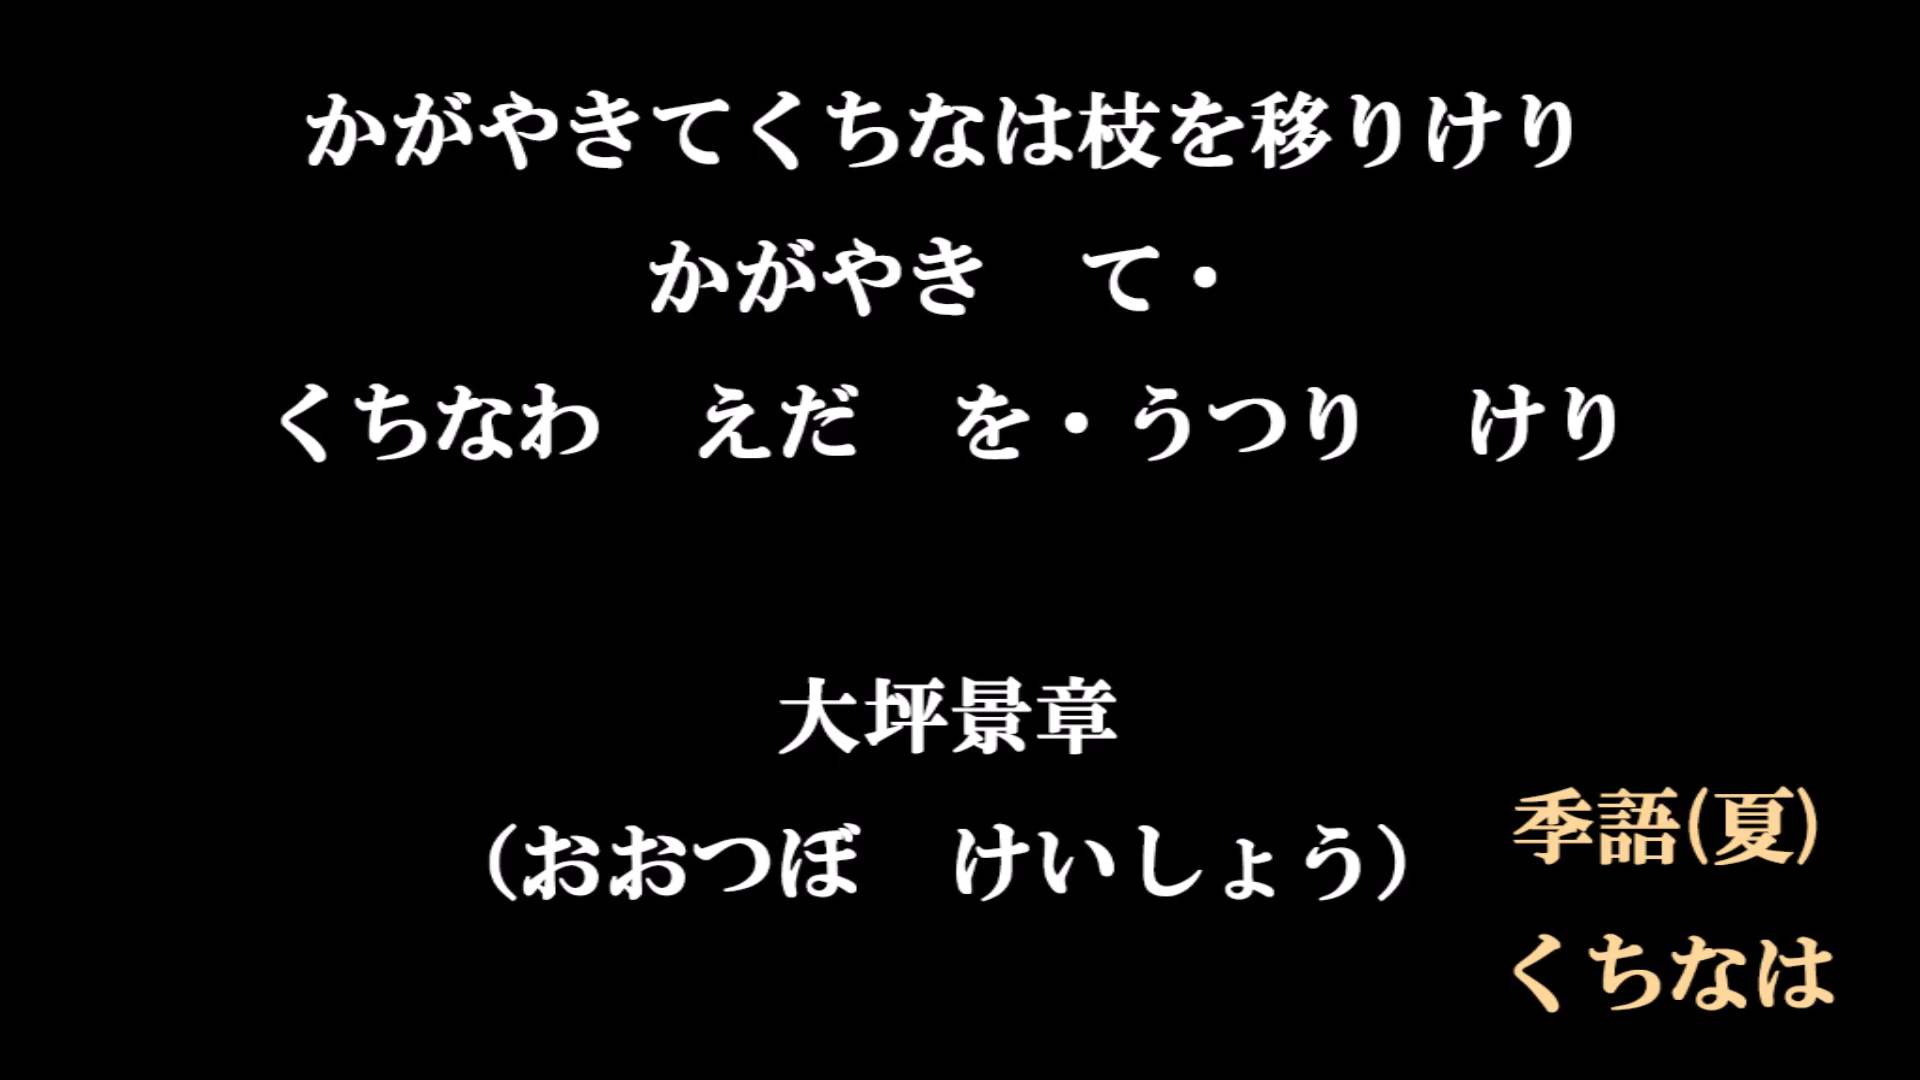 かがやきてくちなは枝を移りけり
かがやき　て・
くちなわ　えだ　を・うつり　けり
大坪景章
（おおつぼ　けいしょう）
季語(夏)
くちなは